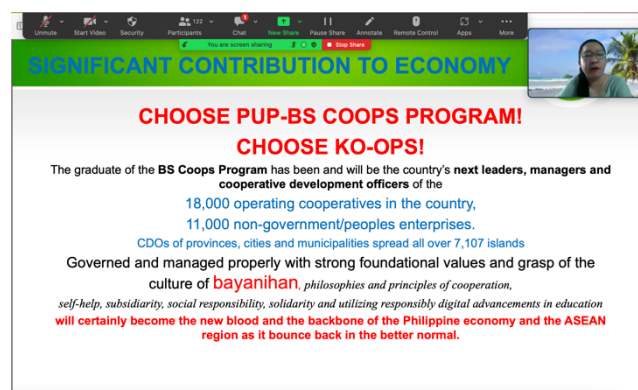 122
1
Unmute Start Video Security Participants Chat New Share Pause Share Annotate Remote Control Apps More
You are screen sharing Stop Share
SIGNIFICANT CONTRIBUTION TO ECONOMY
CHOOSE PUP-BS COOPS PROGRAM!
CHOOSE KO-OPS!
The graduate of the BS Coops Program has been and will be the country's next leaders, managers and
cooperative development officers of the
18,000 operating cooperatives in the country,
11,000 non-government/peoples enterprises.
CDOs of provinces, cities and municipalities spread all over 7,107 islands
Governed and managed properly with strong foundational values and grasp of the
culture of bayanihan, philosophies and principles of cooperation,
self-help, subsidiarity, social responsibility, solidarity and utilizing responsibly digital advancements in education
will certainly become the new blood and the backbone of the Philippine economy and the ASEAN
region as it bounce back in the better normal.